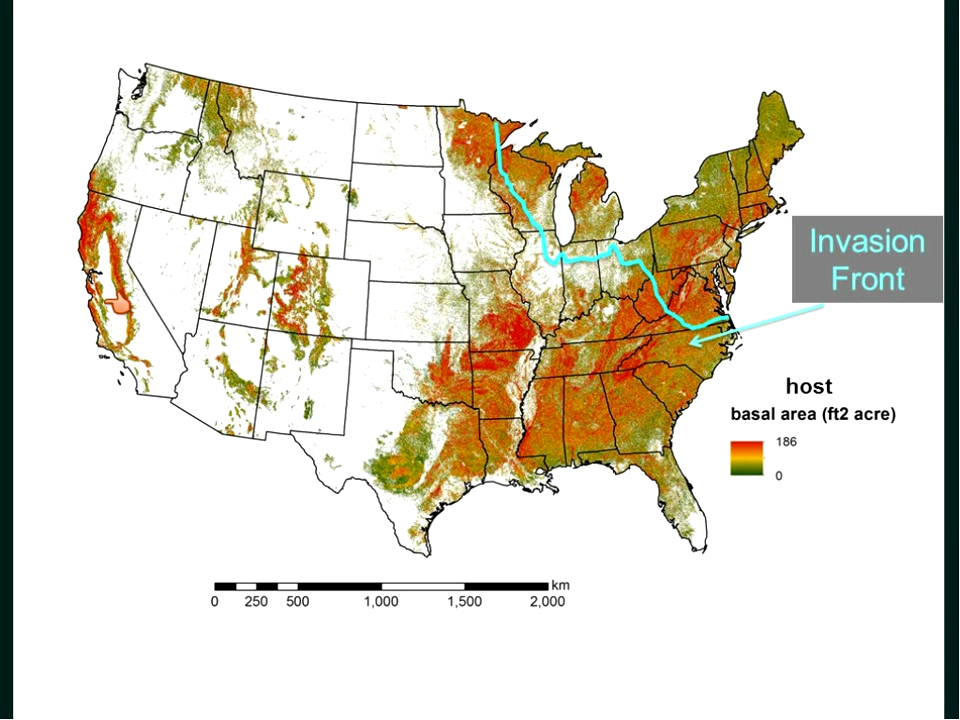 Invasion
Front
host
basal area (ft2 acre)
186
0
km
0 250 500 1,000 1,500 2,000